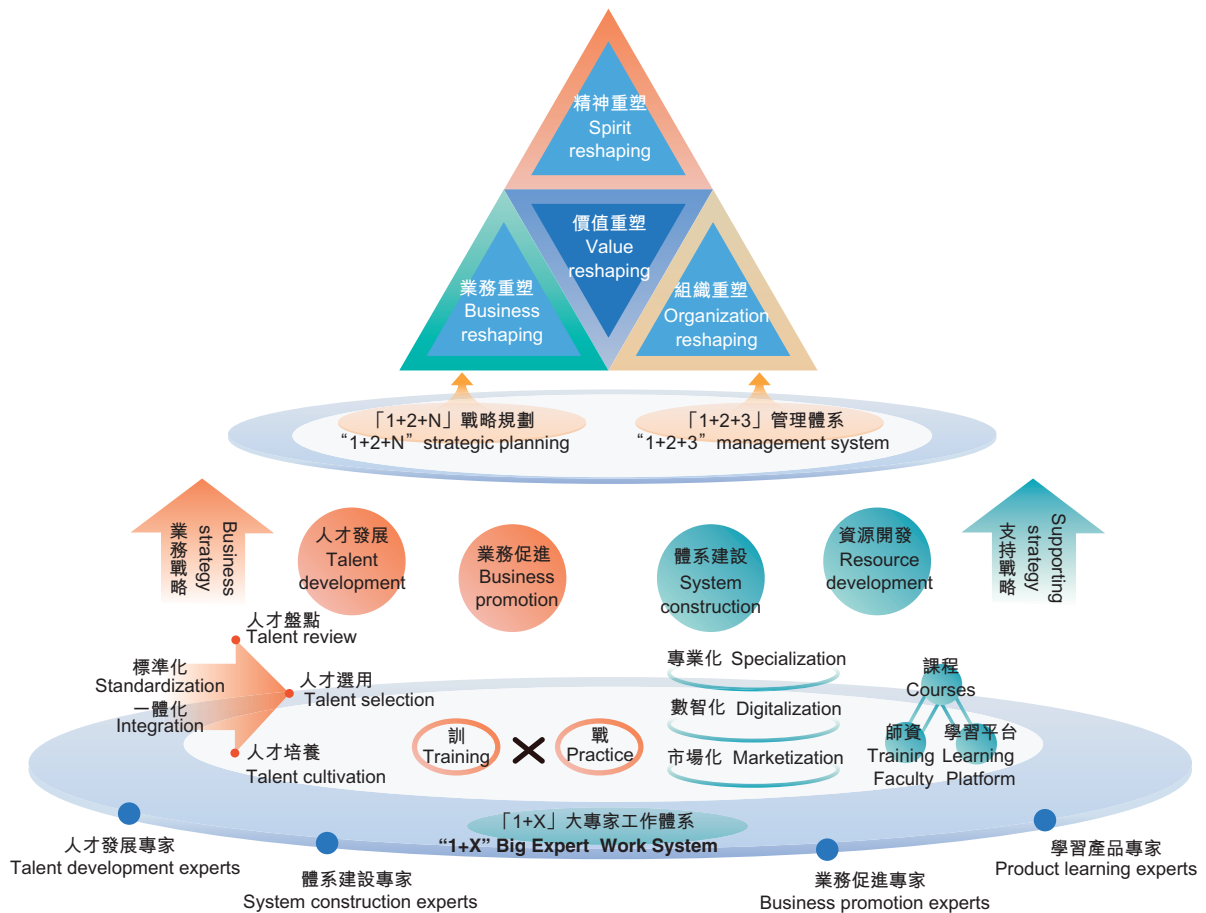 精神重塑
Spirit
reshaping
價值重塑
Value
reshaping
業務重塑
Business
reshaping
組織重塑
Organization
reshaping
「1+2+N」戰略規劃
“1+2+N” strategic planning
「1+2+3」管理體系
“1+2+3” management system
業務戰略
Business
strategy
人才發展
Talent
development
業務促進
Business
promotion
體系建設
System
construction
資源開發
Resource
development
支持戰略
Supporting
strategy
標準化
Standardization
一體化
Integration
人才盤點
Talent review
人才選用
Talent selection
人才培養
Talent cultivation
訓
Training
戰
Practice
專業化 Specialization
數智化 Digitalization
市場化 Marketization
課程
Courses
師資
Training
Faculty
學習平台
Learning
Platform
「1+X」大專家工作體系
“1+X” Big Expert Work System
人才發展專家
Talent development experts
體系建設專家
System construction experts
業務促進專家
Business promotion experts
學習產品專家
Product learning experts